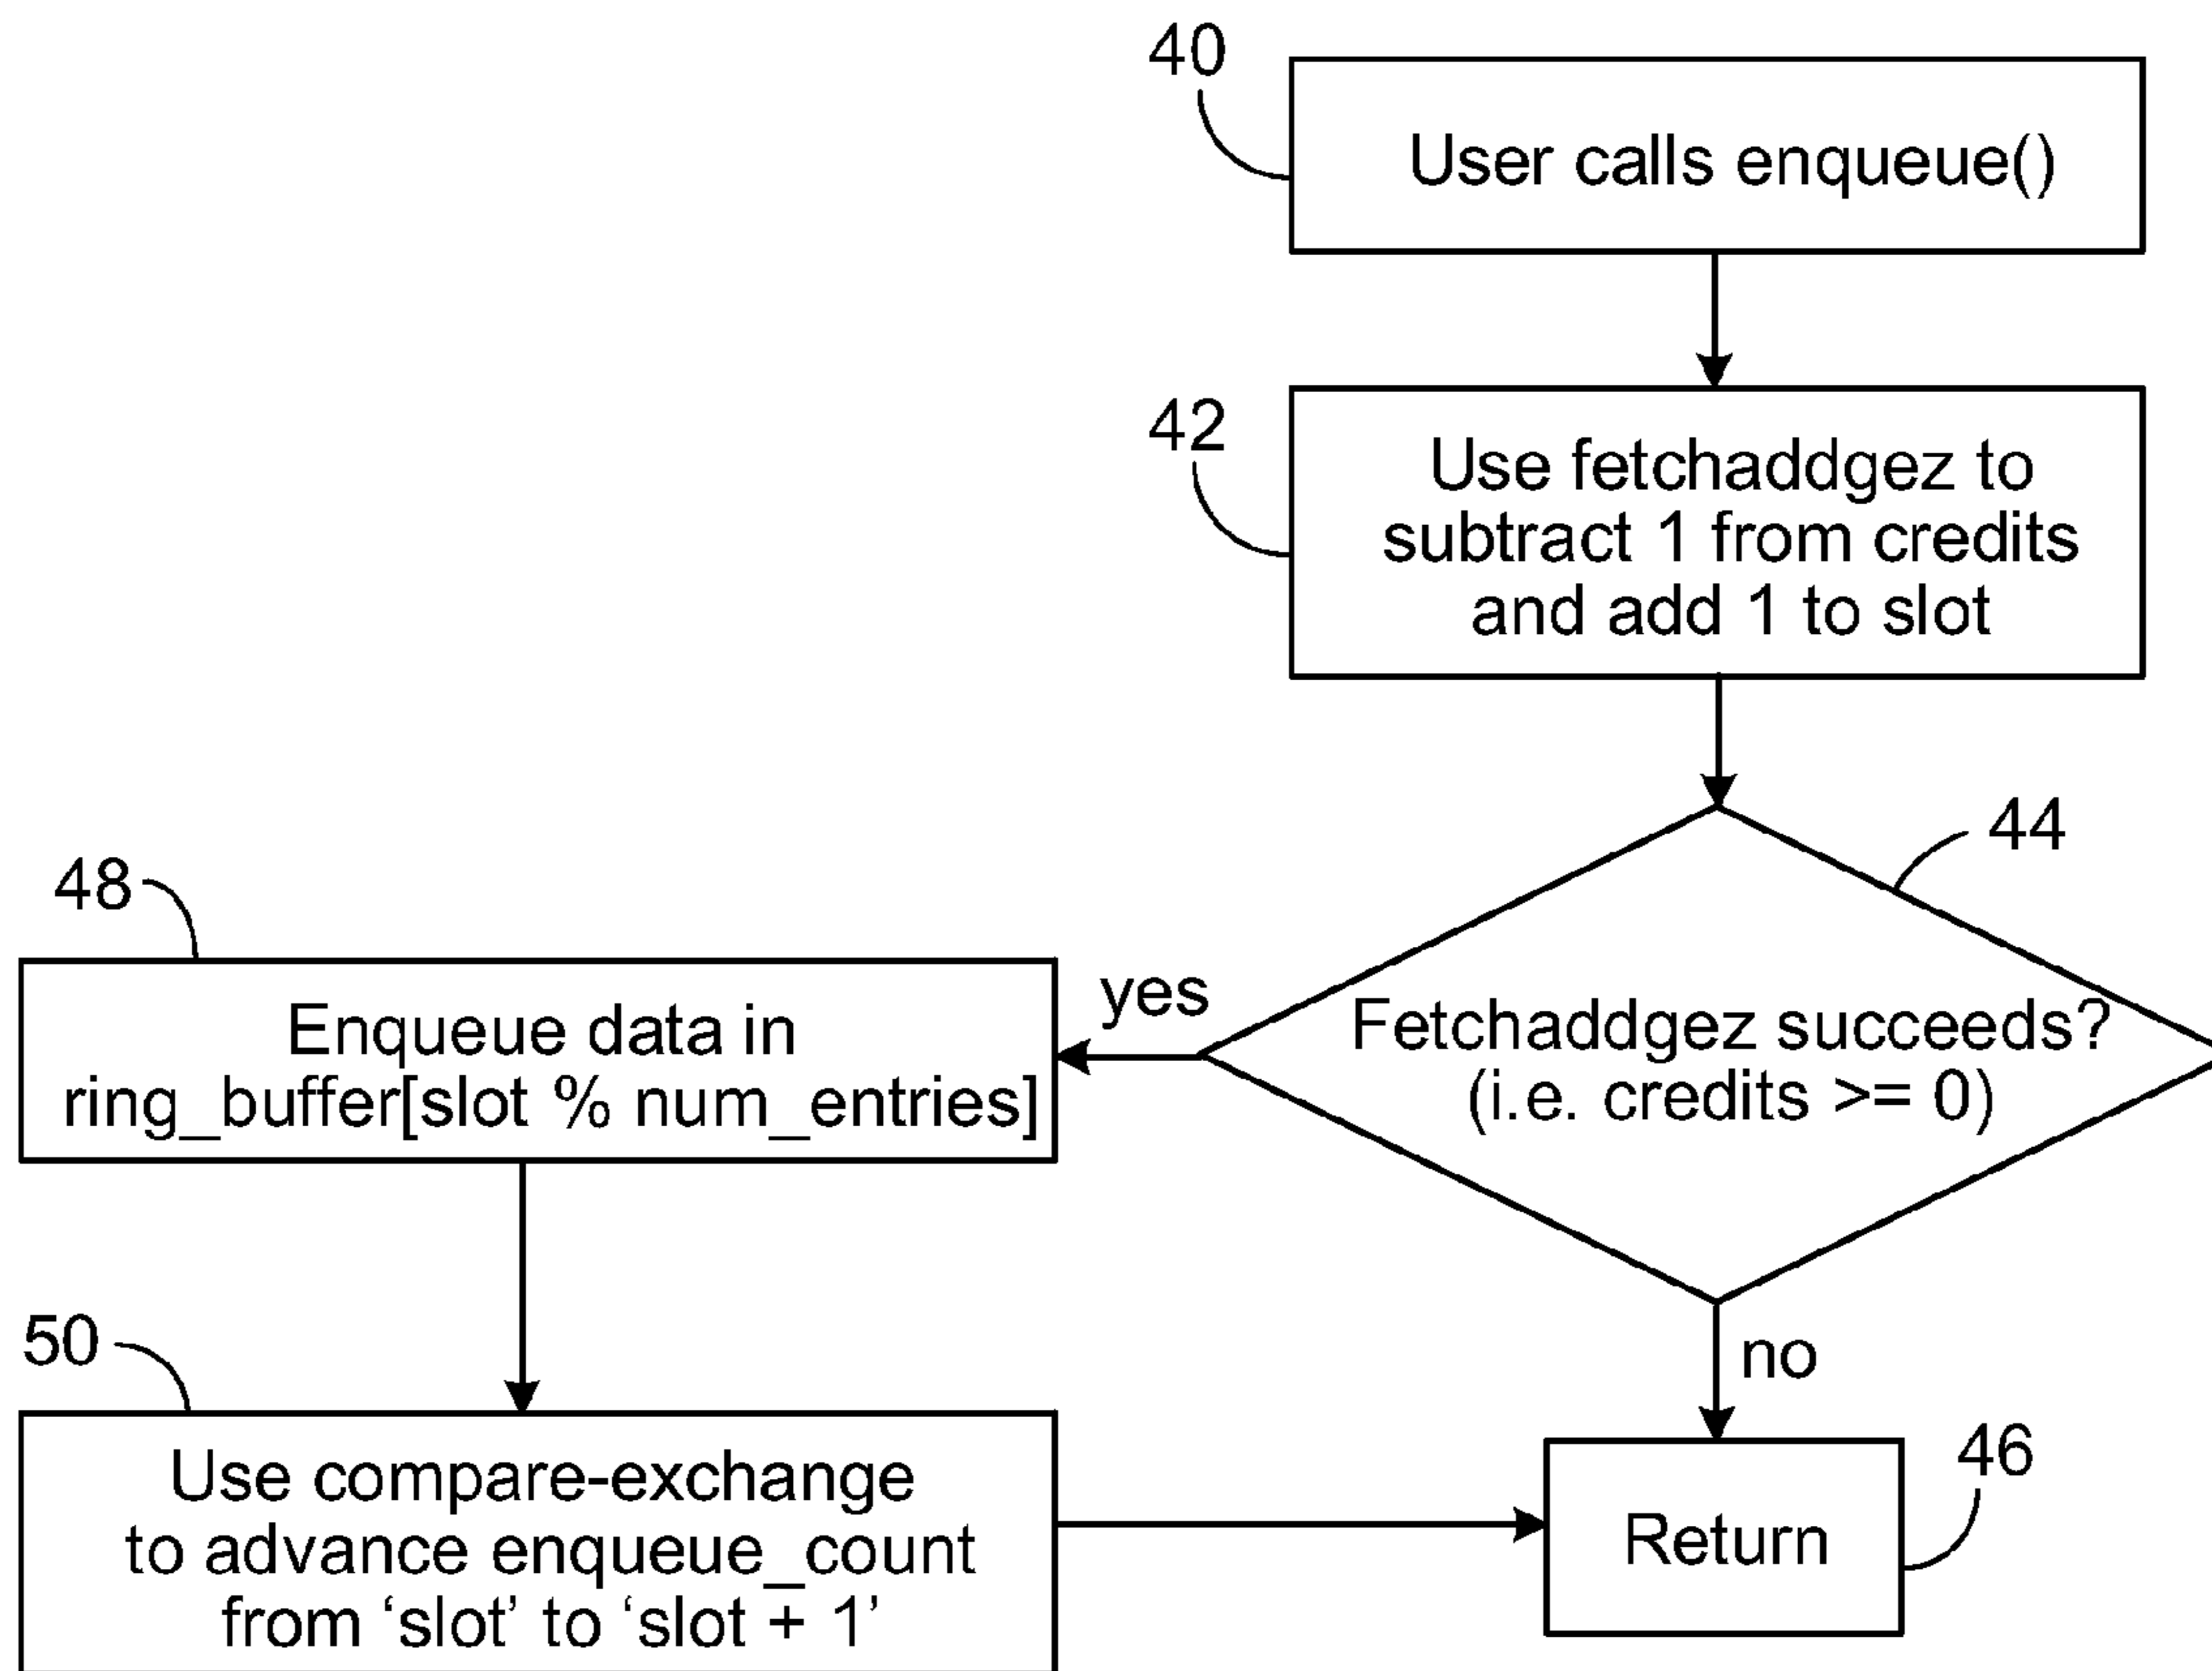 40
User calls enqueue()
42
Use fetchaddgez to
subtract 1 from credits
and add 1 to slot
44
Fetchaddgez succeeds?
(i.e. credits >= 0)
yes
no
48
Enqueue data in
ring_buffer[slot % num_entries]
50
Use compare-exchange
to advance enqueue_count
from ‘slot’ to ‘slot + 1’
46
Return